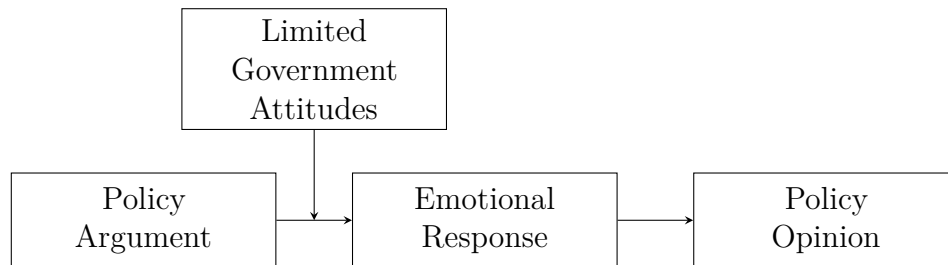 Limited
Government
Attitudes
Policy
Argument
Emotional
Response
Policy
Opinion